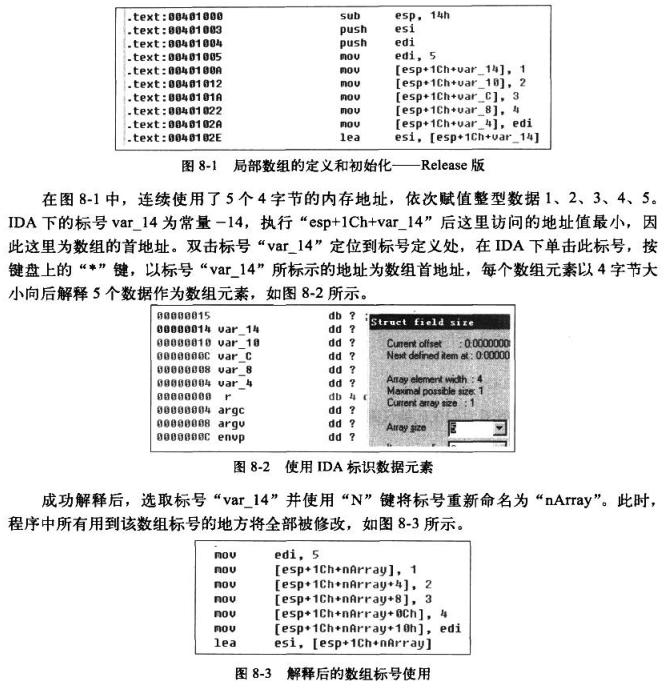 .text:00401000 sub esp, 14h
.text:00401003 push esi
.text:00401004 push edi
.text:00401005 mov edi, 5
.text:0040100A mov [esp+1Ch+var_14], 1
.text:00401012 mov [esp+1Ch+var_10], 2
.text:0040101A mov [esp+1Ch+var_C], 3
.text:00401022 mov [esp+1Ch+var_8], 4
.text:0040102A mov [esp+1Ch+var_4], edi
.text:0040102E lea esi, [esp+1Ch+var_14]
图 8-1 局部数组的定义和初始化——Release 版
在图 8-1 中，连续使用了 5 个 4 字节的内存地址，依次赋值整型数据 1、2、3、4、5。
IDA 下的标号 var_14 为常量 −14，执行“esp+1Ch+var_14”后这里访问的地址值最小，因
此这里为数组的首地址。双击标号“var_14”定位到标号定义处，在 IDA 下单击此标号，按
键盘上的“*”键，以标号“var_14”所标示的地址为数组首地址，每个数组元素以 4 字节大
小向后解释 5 个数据作为数组元素，如图 8-2 所示。
00000015 db ? ;
00000014 var_14 dd ?
00000010 var_10 dd ?
0000000C var_C dd ?
00000008 var_8 dd ?
00000004 var_4 dd ?
00000000 r db 4
00000004 argc dd ?
00000008 argv dd ?
0000000C envp dd ?
Struct field size
Current offset : 0:0000000
Next defined item at : 0:00000
Array element width : 4
Maximal possible size: 1
Current array size : 1
Array size
图 8-2 使用 IDA 标识数据元素
成功解释后，选取标号“var_14”并使用“N”键将标号重新命名为“nArray”。此时，
程序中所有用到该数组标号的地方将全部被修改，如图 8-3 所示。
mov edi, 5
mov [esp+1Ch+nArray], 1
mov [esp+1Ch+nArray+4], 2
mov [esp+1Ch+nArray+8], 3
mov [esp+1Ch+nArray+0Ch], 4
mov [esp+1Ch+nArray+10h], edi
lea esi, [esp+1Ch+nArray]
图 8-3 解释后的数组标号使用